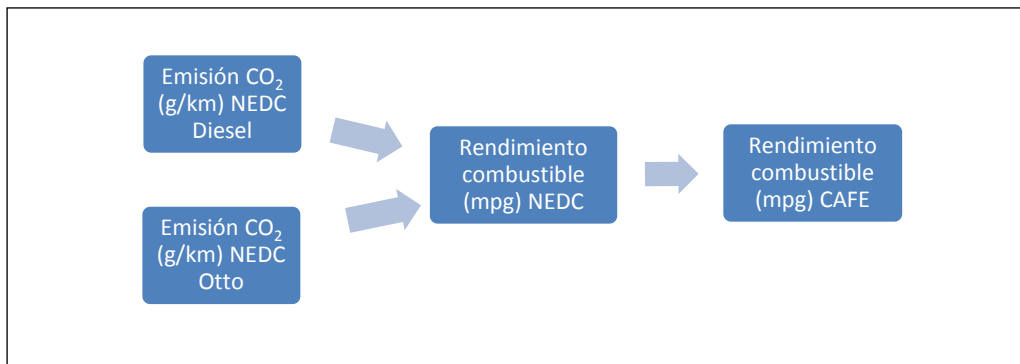 Emisión CO₂
(g/km) NEDC
Diesel
Emisión CO₂
(g/km) NEDC
Otto
Rendimiento
combustible
(mpg) NEDC
Rendimiento
combustible
(mpg) CAFE